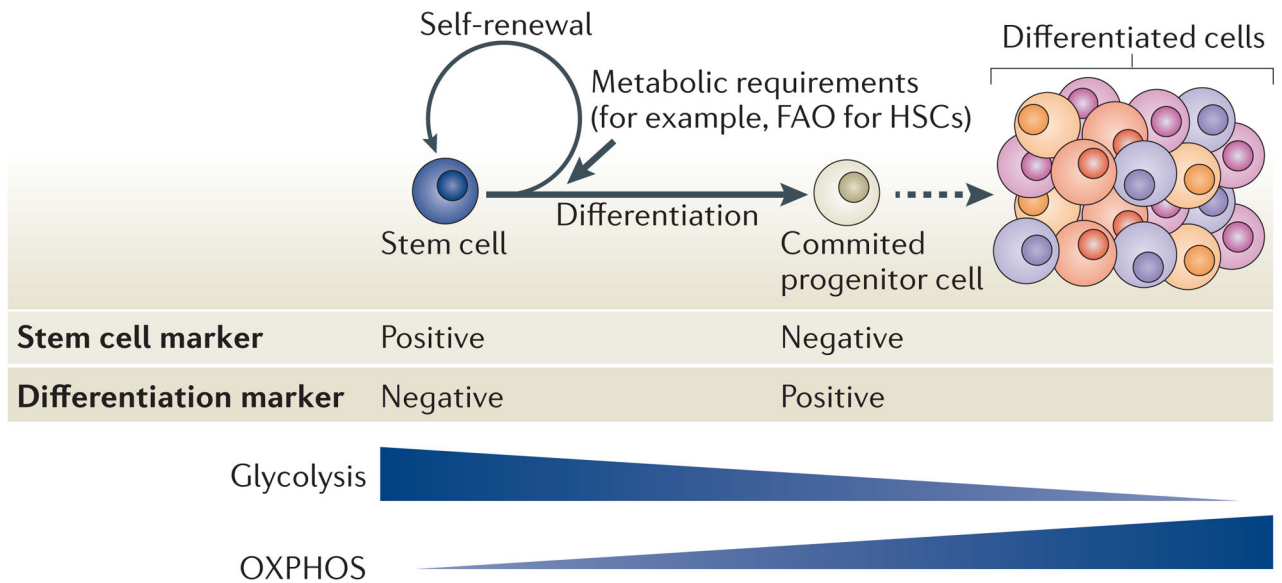 Self-renewal
Differentiated cells
Metabolic requirements
(for example, FAO for HSCs)
Differentiation
Stem cell
Commited
progenitor cell
Stem cell marker Positive Negative
Differentiation marker Negative Positive
Glycolysis
OXPHOS